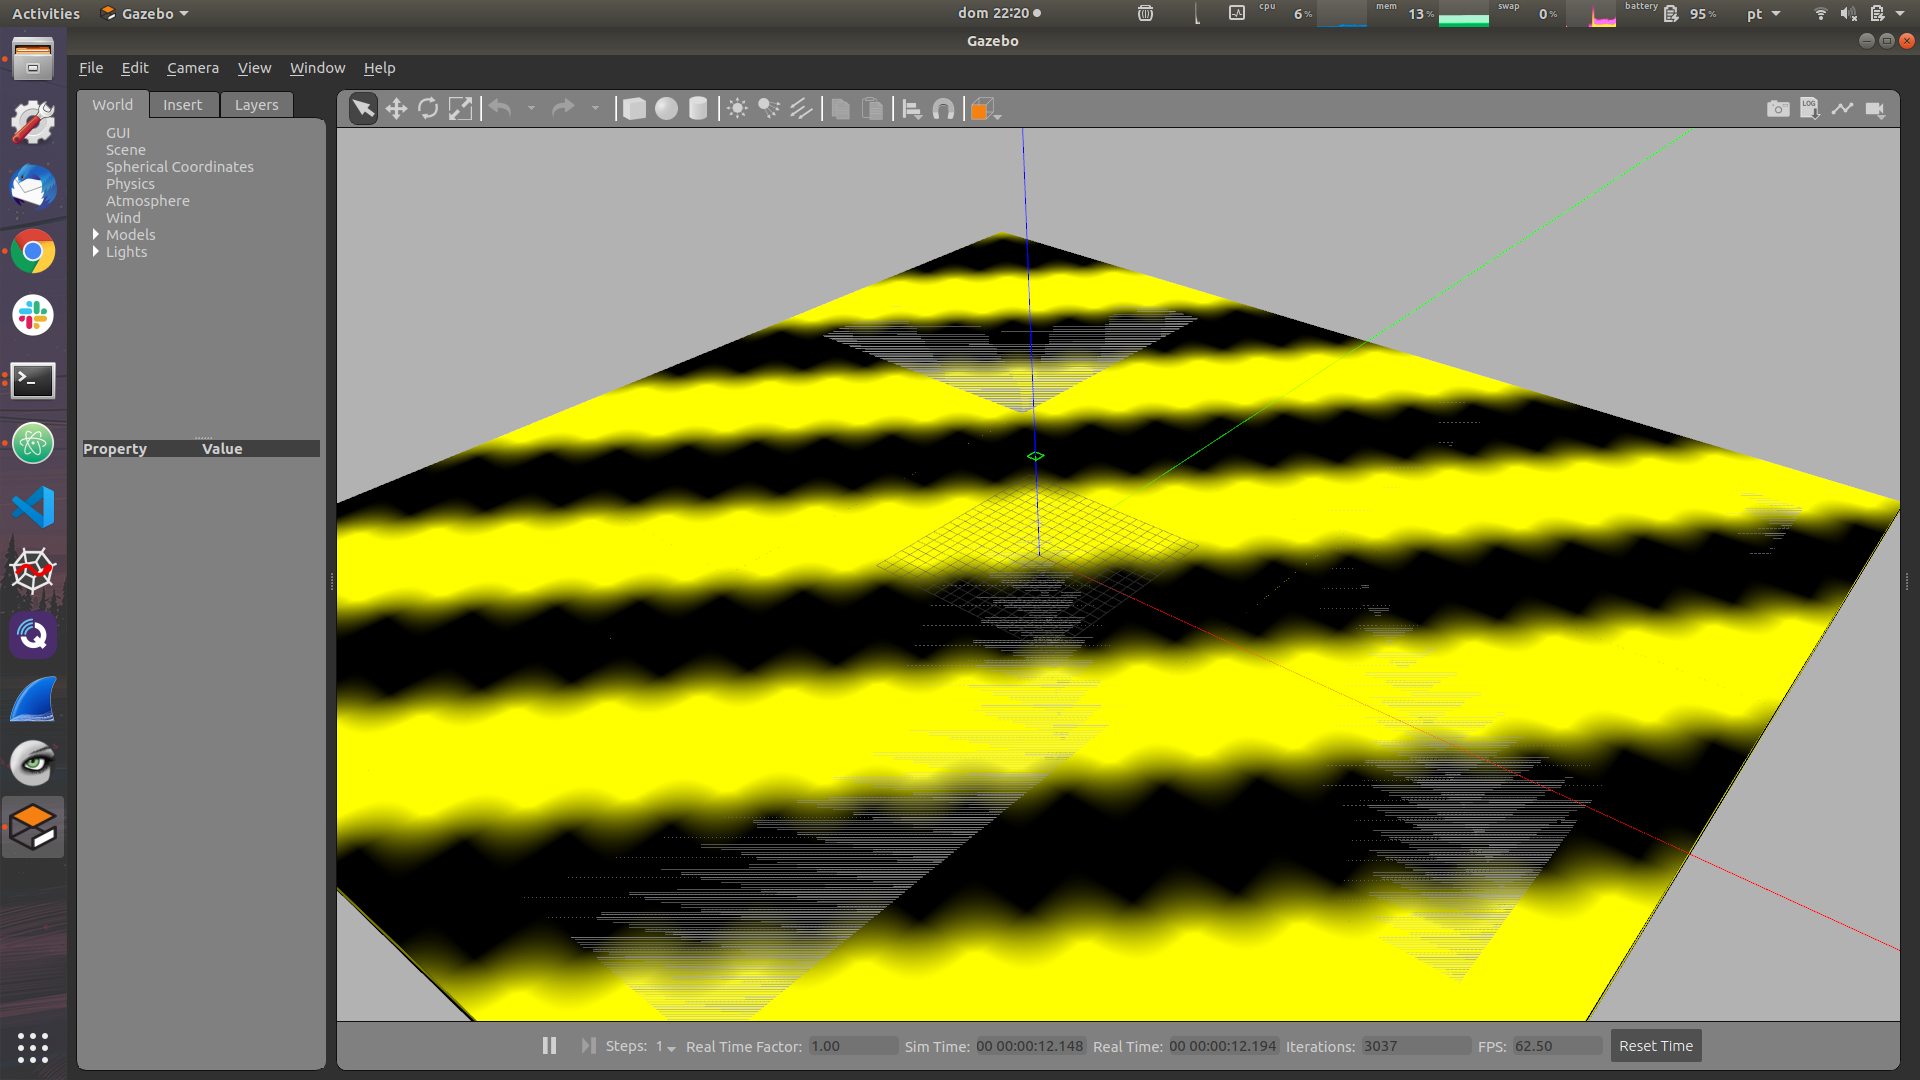 Activities Gazebo dom 22:20 cpu 6% mem 13% swap 0% battery 95% pt
Gazebo
File Edit Camera View Window Help
World Insert Layers
LOG
GUI
Scene
Spherical Coordinates
Physics
Atmosphere
Wind
Models
Lights
Property Value
Steps: 1 Real Time Factor: 1.00 Sim Time: 00 00:00:12.148 Real Time: 00 00:00:12.194 Iterations: 3037 FPS: 62.50 Reset Time